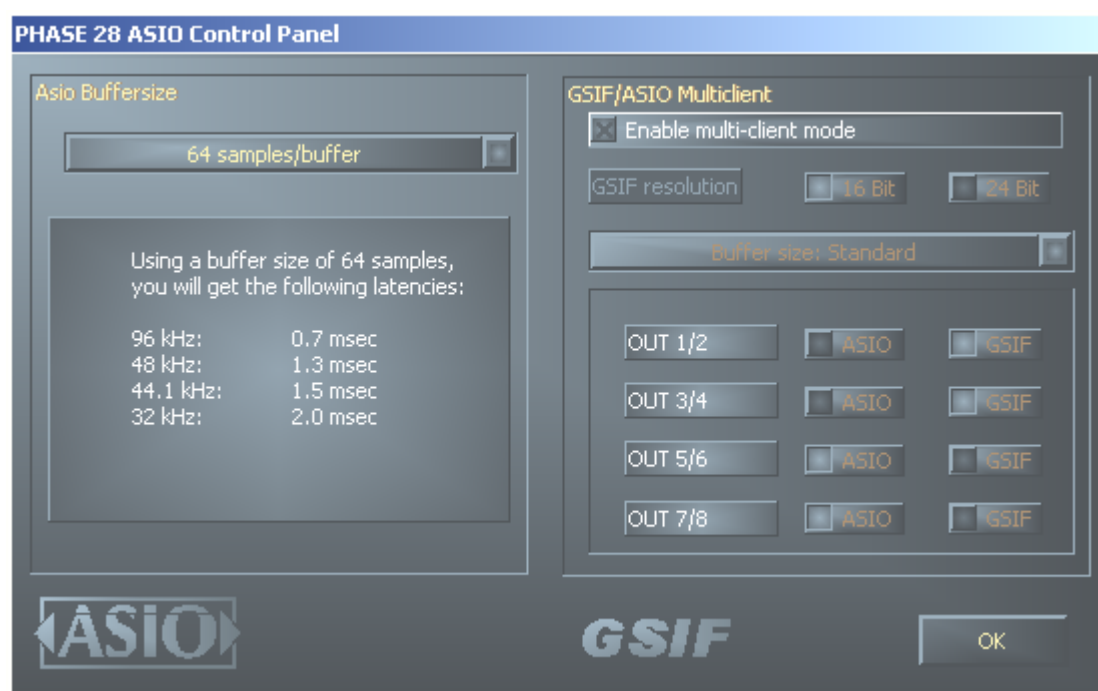 PHASE 28 ASIO Control Panel
Asio Buffersize
64 samples/buffer
Using a buffer size of 64 samples,
you will get the following latencies:
96 kHz: 0.7 msec
48 kHz: 1.3 msec
44.1 kHz: 1.5 msec
32 kHz: 2.0 msec
ASIO
GSIF/ASIO Multiclient
Enable multi-client mode
GSIF resolution 16 Bit 24 Bit
Buffer size: Standard
OUT 1/2 ASIO GSIF
OUT 3/4 ASIO GSIF
OUT 5/6 ASIO GSIF
OUT 7/8 ASIO GSIF
GSIF
OK